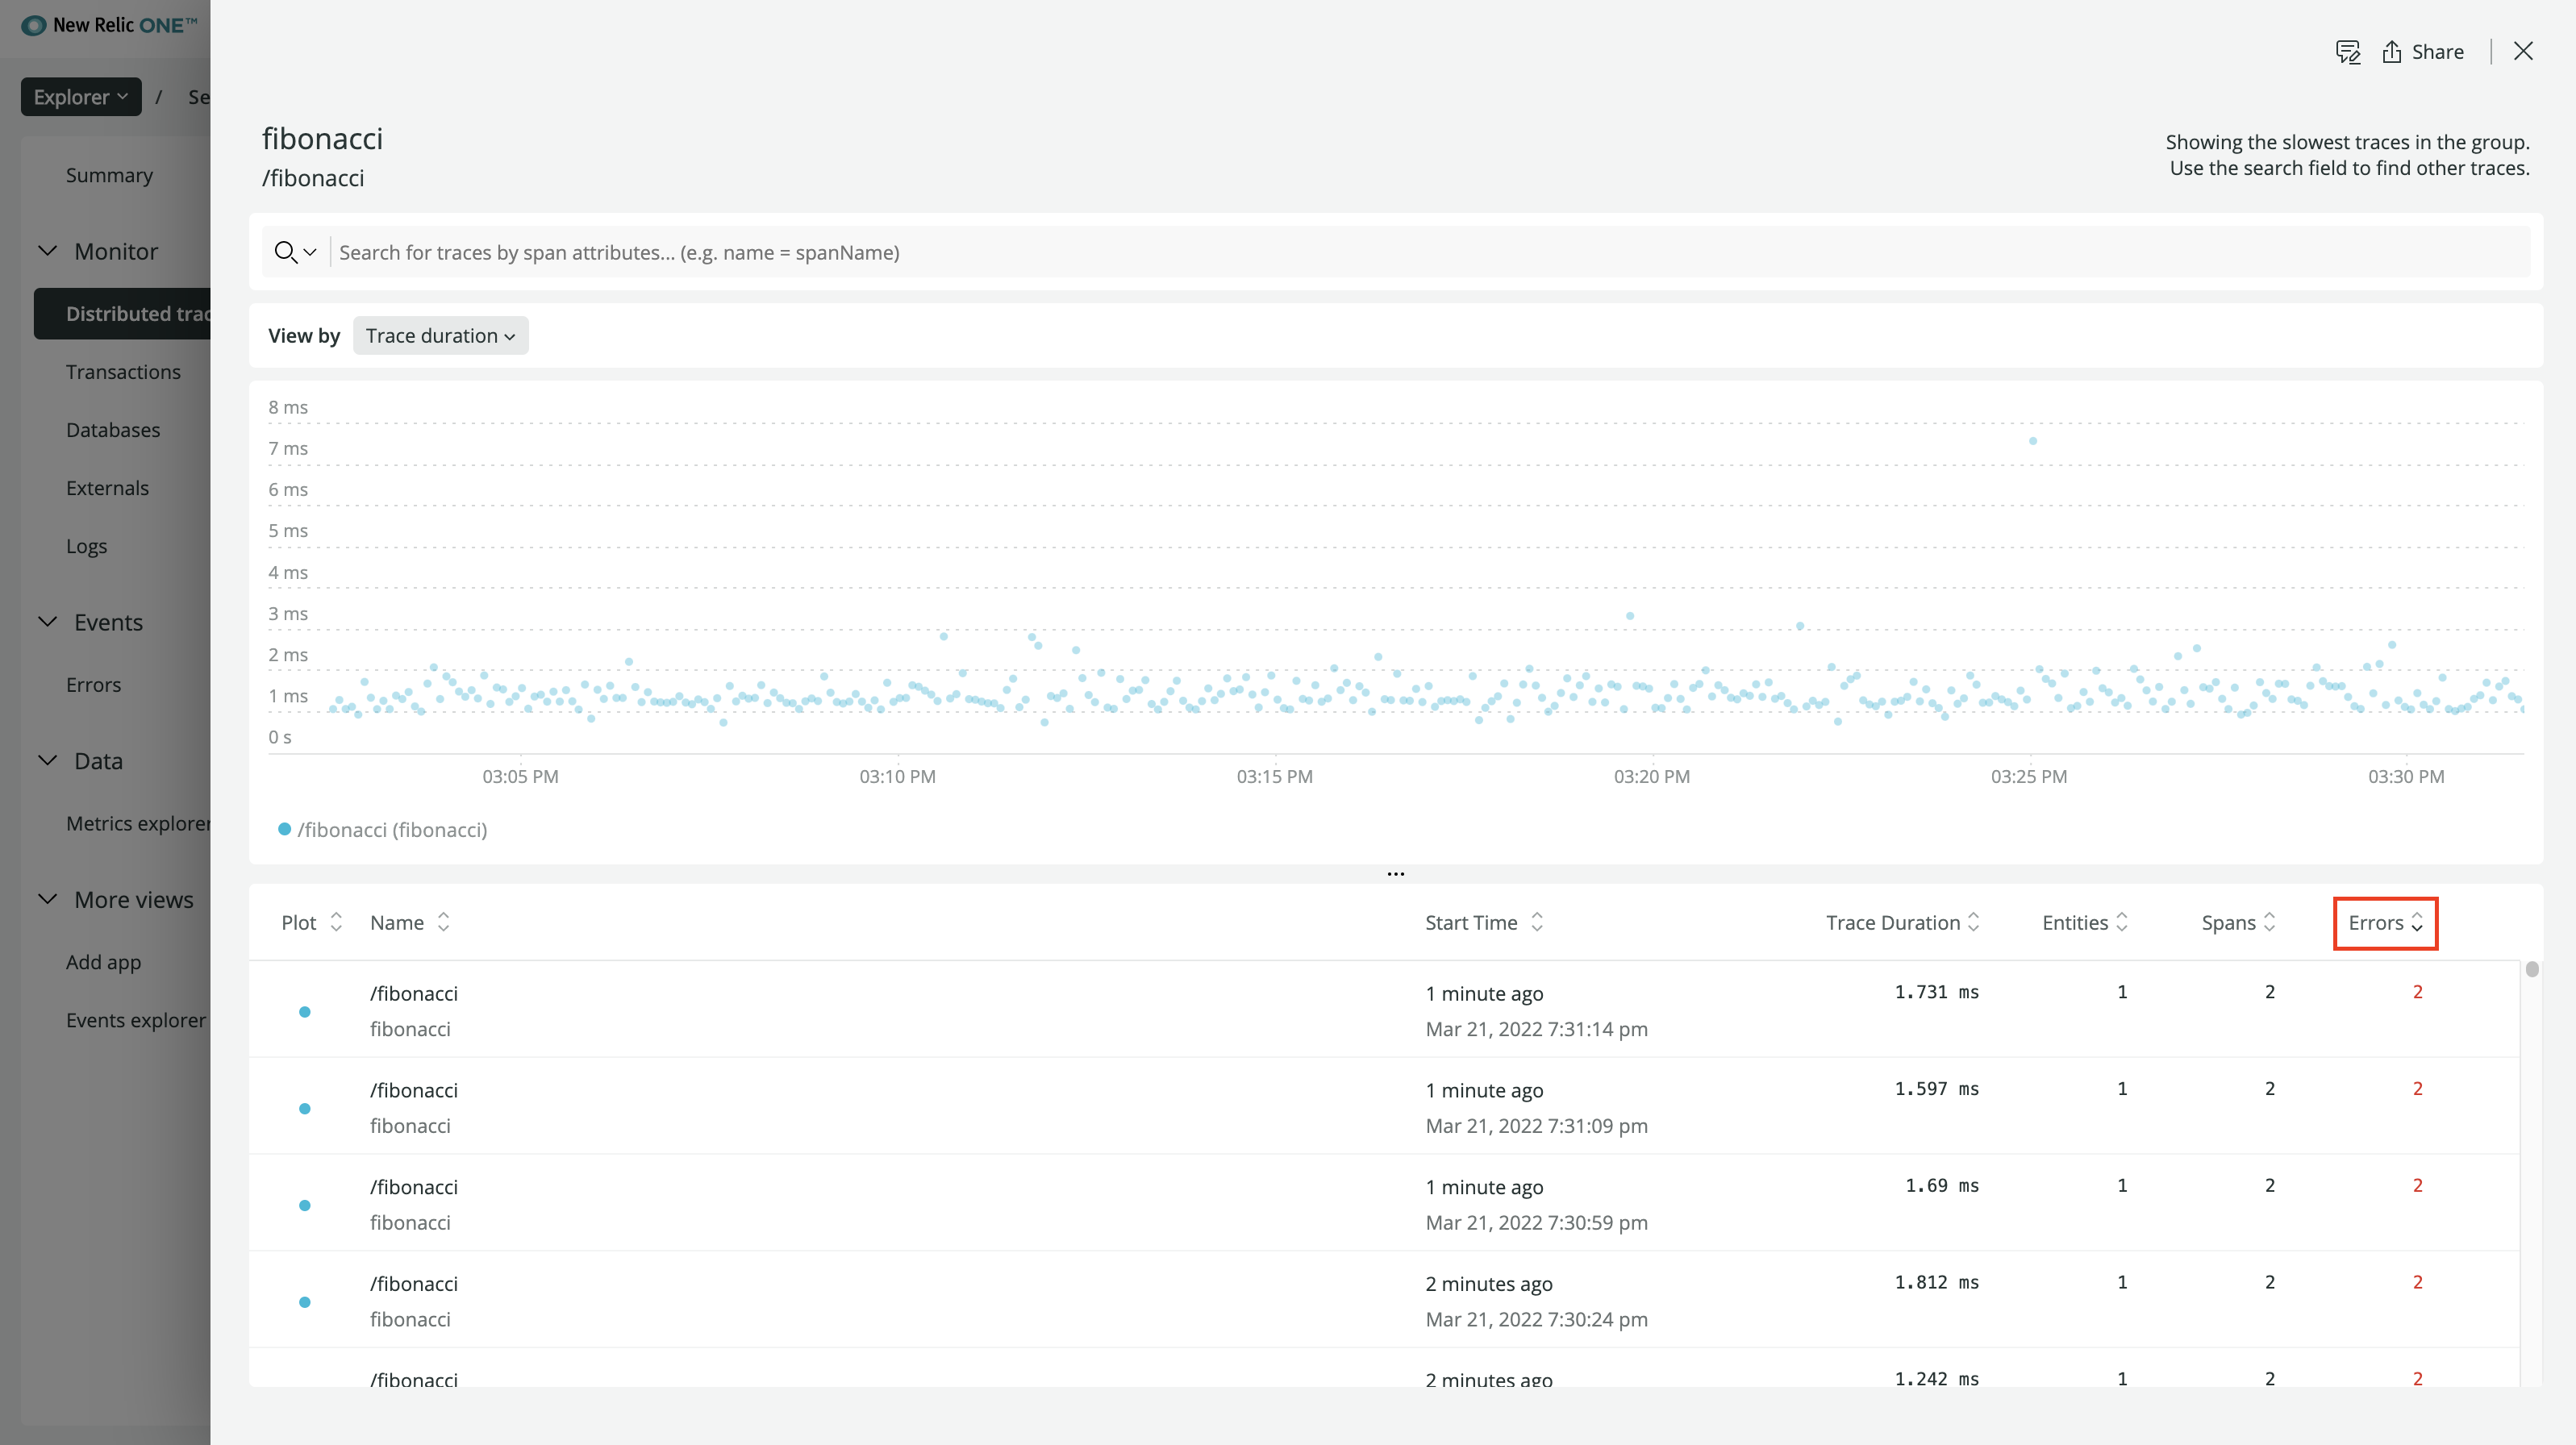 New Relic ONE™
Share
Explorer / Se
fibonacci
/fibonacci
Showing the slowest traces in the group.
Use the search field to find other traces.
Summary
Monitor
Distributed trac
Transactions
Databases
Externals
Logs
Events
Errors
Data
Metrics explorer
More views
Add app
Events explorer
Search for traces by span attributes... (e.g. name = spanName)
View by Trace duration
8 ms
7 ms
6 ms
5 ms
4 ms
3 ms
2 ms
1 ms
0 s
03:05 PM 03:10 PM 03:15 PM 03:20 PM 03:25 PM 03:30 PM
/fibonacci (fibonacci)
...
Plot Name Start Time Trace Duration Entities Spans Errors
/fibonacci 1 minute ago 1.731 ms 1 2 2
fibonacci Mar 21, 2022 7:31:14 pm
/fibonacci 1 minute ago 1.597 ms 1 2 2
fibonacci Mar 21, 2022 7:31:09 pm
/fibonacci 1 minute ago 1.69 ms 1 2 2
fibonacci Mar 21, 2022 7:30:59 pm
/fibonacci 2 minutes ago 1.812 ms 1 2 2
fibonacci Mar 21, 2022 7:30:24 pm
/fibonacci 2 minutes ago 1.242 ms 1 2 2